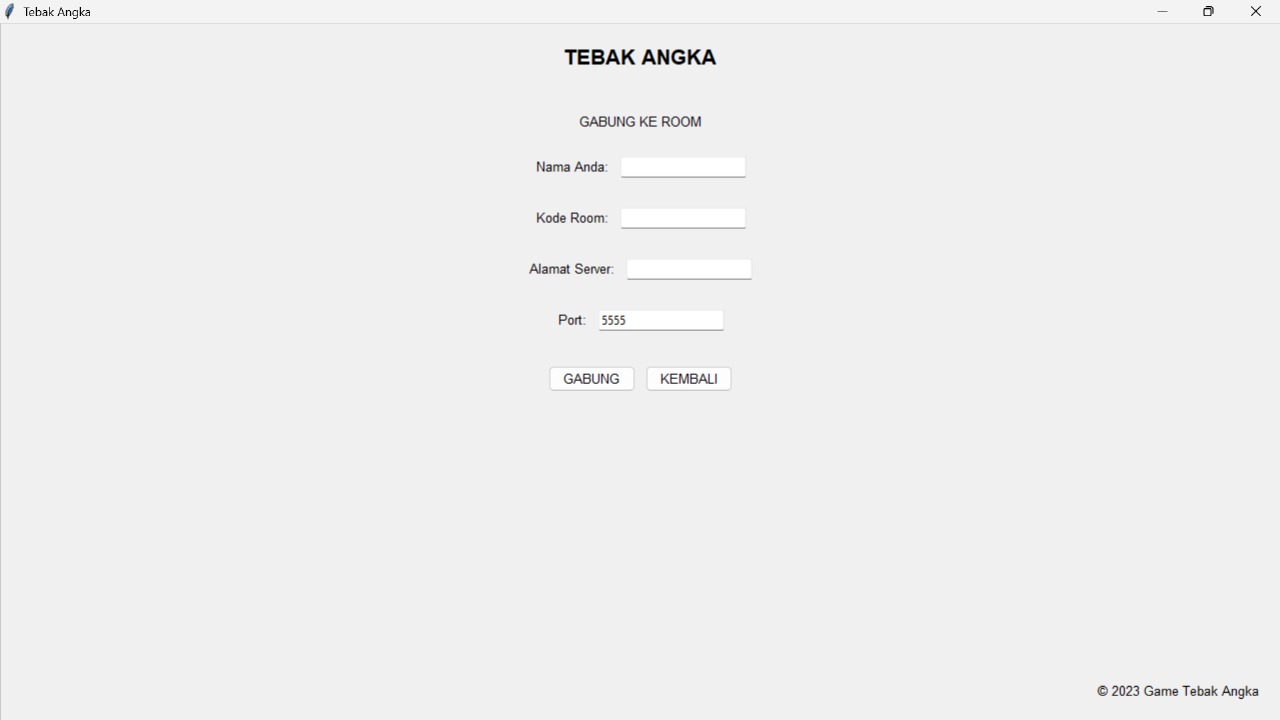 Tebak Angka
TEBAK ANGKA
GABUNG KE ROOM
Nama Anda:
Kode Room:
Alamat Server:
Port: 5555
GABUNG KEMBALI
© 2023 Game Tebak Angka